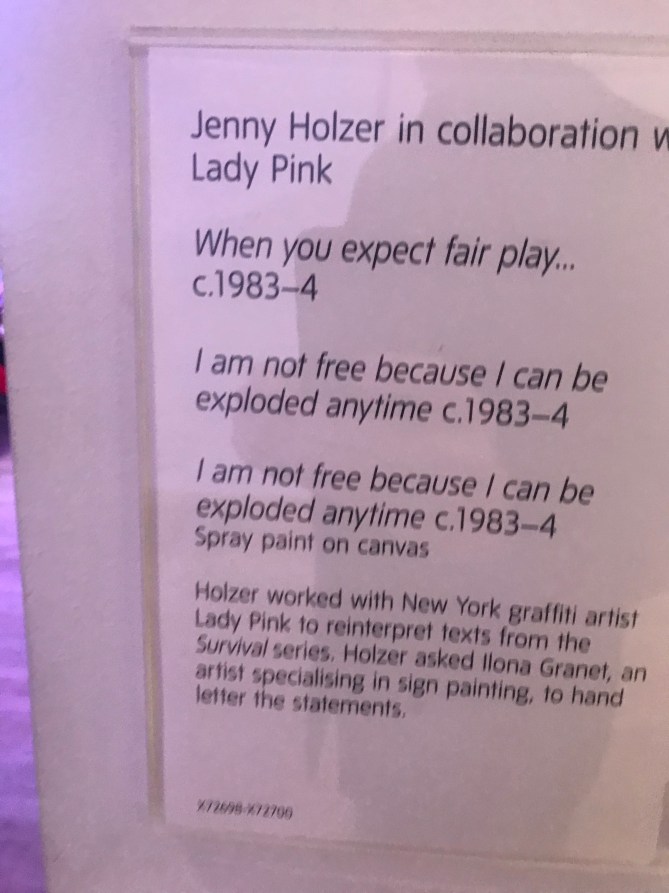 Jenny Holzer in collaboration w
Lady Pink
When you expect fair play...
c.1983–4
I am not free because I can be
exploded anytime c.1983–4
I am not free because I can be
exploded anytime c.1983–4
Spray paint on canvas
Holzer worked with New York graffiti artist
Lady Pink to reinterpret texts from the
Survival series. Holzer asked Ilona Granet, an
artist specialising in sign painting, to hand
letter the statements.
X72698-X72700